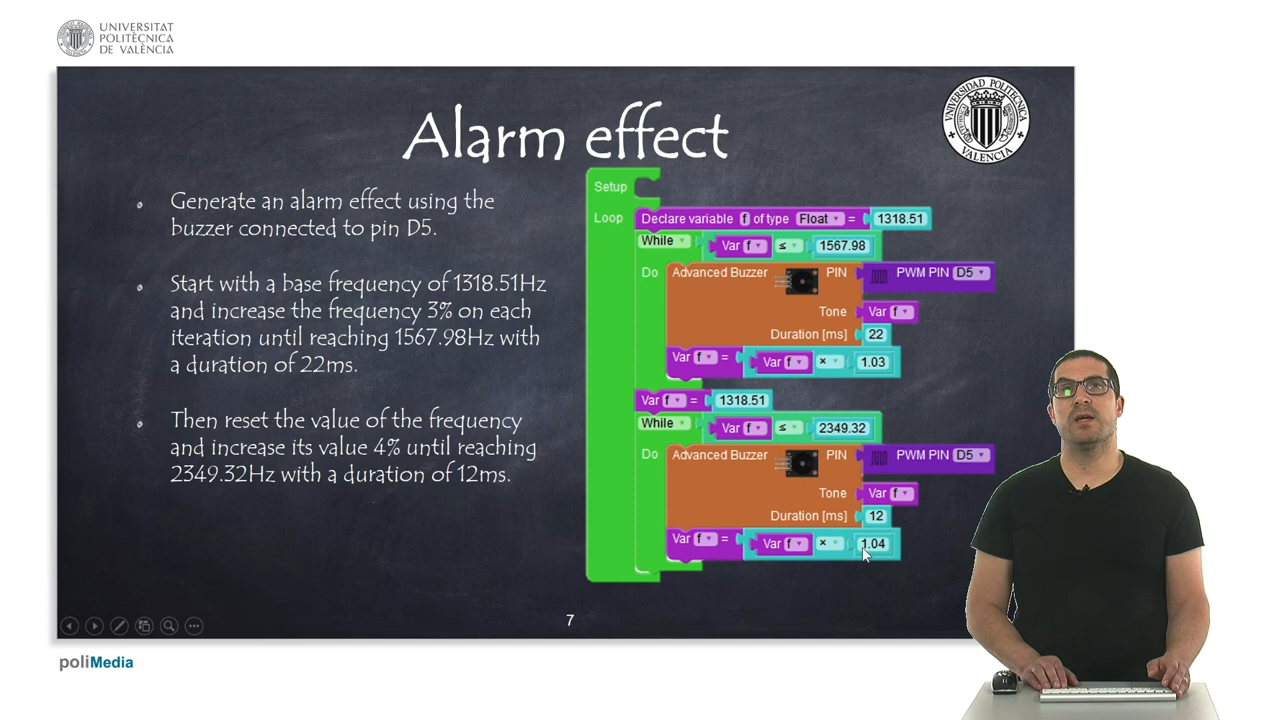 UNIVERSITAT
POLITÈCNICA
DE VALÈNCIA
UNIVERSIDAD POLITECNICA
VALENCIA
Alarm effect
Generate an alarm effect using the
buzzer connected to pin D5.
Start with a base frequency of 1318.51Hz
and increase the frequency 3% on each
iteration until reaching 1567.98Hz with
a duration of 22ms.
Then reset the value of the frequency
and increase its value 4% until reaching
2349.32Hz with a duration of 12ms.
Setup
Loop
Declare variable f of type Float = 1318.51
While Var f ≤ 1567.98
Do Advanced Buzzer PIN PWM PIN D5
Tone Var f
Duration [ms] 22
Var f = Var f × 1.03
Var f = 1318.51
While Var f ≤ 2349.32
Do Advanced Buzzer PIN PWM PIN D5
Tone Var f
Duration [ms] 12
Var f = Var f × 1.04
7
poliMedia